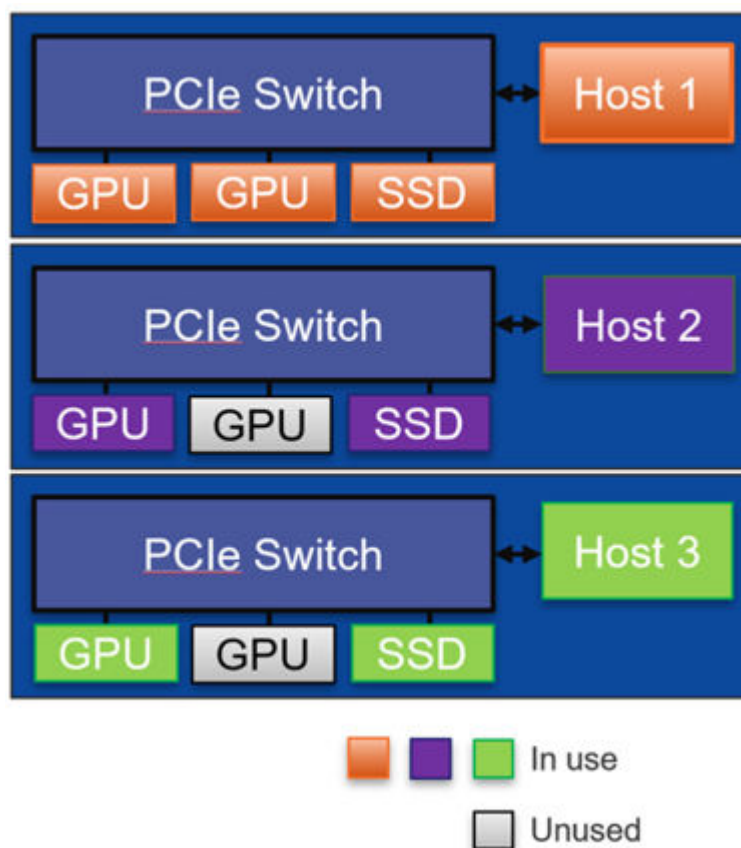 PCIe Switch
Host 1
GPU
GPU
SSD
PCIe Switch
Host 2
GPU
GPU
SSD
PCIe Switch
Host 3
GPU
GPU
SSD
In use
Unused